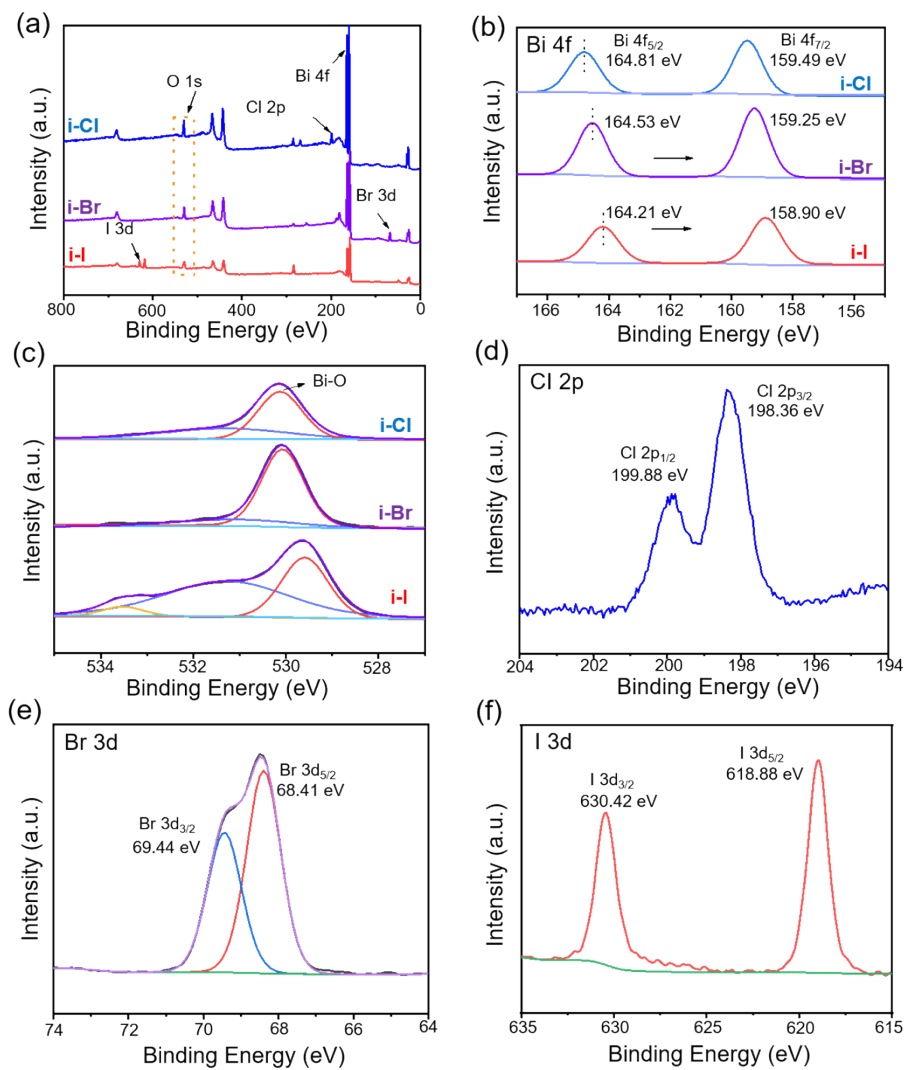 (a)
Intensity (a.u.)
O 1s
Bi 4f
Cl 2p
i-Cl
i-Br
Br 3d
I 3d
i-I
800 600 400 200 0
Binding Energy (eV)
(b)
Intensity (a.u.)
Bi 4f
Bi 4f5/2
164.81 eV
Bi 4f7/2
159.49 eV
i-Cl
164.53 eV
159.25 eV
i-Br
164.21 eV
158.90 eV
i-I
166 164 162 160 158 156
Binding Energy (eV)
(c)
Intensity (a.u.)
Bi-O
i-Cl
i-Br
i-I
534 532 530 528
Binding Energy (eV)
(d)
Intensity (a.u.)
Cl 2p
Cl 2p3/2
198.36 eV
Cl 2p1/2
199.88 eV
204 202 200 198 196 194
Binding Energy (eV)
(e)
Intensity (a.u.)
Br 3d
Br 3d5/2
68.41 eV
Br 3d3/2
69.44 eV
74 72 70 68 66 64
Binding Energy (eV)
(f)
Intensity (a.u.)
I 3d
I 3d5/2
618.88 eV
I 3d3/2
630.42 eV
635 630 625 620 615
Binding Energy (eV)